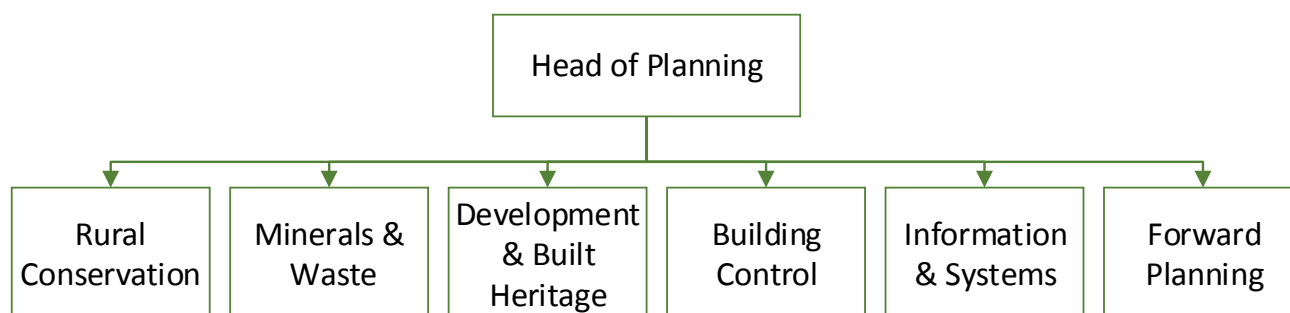 Head of Planning
Rural
Conservation
Minerals &
Waste
Development
& Built
Heritage
Building
Control
Information
& Systems
Forward
Planning